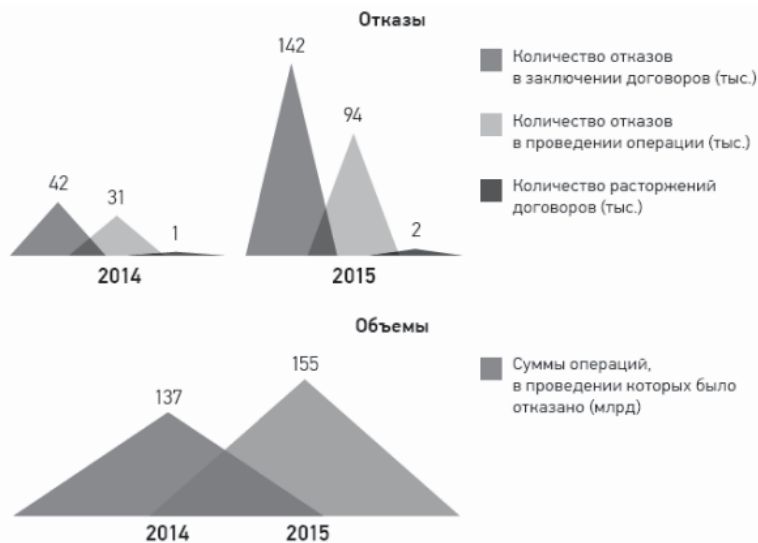 Отказы
142
94
2
42
31
1
2014
2015
Количество отказов
в заключении договоров (тыс.)
Количество отказов
в проведении операции (тыс.)
Количество расторжений
договоров (тыс.)
Объемы
137
155
2014
2015
Суммы операций,
в проведении которых было
отказано (млрд)